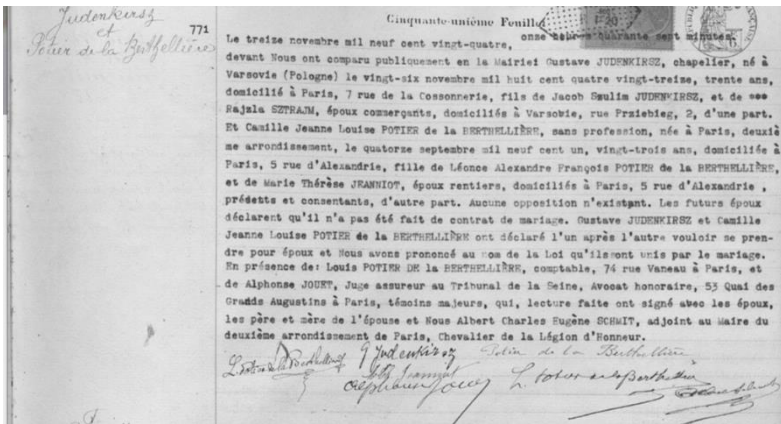 Judenkirsz
et
Potier de la Berthellière
771
Cinquante-unième Feuillet
Le treize novembre mil neuf cent vingt-quatre, onze heures quarante sept minutes,
devant Nous ont comparu publiquement en la Mairiei Gustave JUDENKIRSZ, chapelier, né à
Varsovie (Pologne) le vingt-six novembre mil huit cent quatre vingt-treize, trente ans,
domicilié à Paris, 7 rue de la Cossonnerie, fils de Jacob Szulim JUDENKIRSZ, et de
Rajzla SZTRAJM, époux commerçants, domiciliés à Varsovie, rue Prziebieg, 2, d'une part.
Et Camille Jeanne Louise POTIER de la BERTHELLIÈRE, sans profession, née à Paris, deuxiè
me arrondissement, le quatorze septembre mil neuf cent un, vingt-trois ans, domiciliée à
Paris, 5 rue d'Alexandrie, fille de Léonce Alexandre François POTIER de la BERTHELLIÈRE,
et de Marie Thérèse JEANNIOT, époux rentiers, domiciliés à Paris, 5 rue d'Alexandrie ,
prédetts et consentants, d'autre part. Aucune opposition n'existant. Les futurs époux
déclarent qu'il n'a pas été fait de contrat de mariage. Gustave JUDENKIRSZ et Camille
Jeanne Louise POTIER de la BERTHELLIÈRE ont déclaré l'un après l'autre vouloir se pren-
dre pour époux et Nous avons prononcé au nom de la Loi qu'ilsmont unis par le mariage.
En présence de: Louis POTIER DE la BERTHELLIÈRE, comptable, 74 rue Vaneau à Paris, et
de Alphonse JOUET, Juge assureur au Tribunal de la Seine, Avocat honoraire, 53 Quai des
Grands Augustins à Paris, témoins majeurs, qui, lecture faite ont signé avec les époux,
les père et mère de l'épouse et Nous Albert Charles Eugène SCHMIT, adjoint au Maire du
deuxième arrondissement de Paris, Chevalier de la Légion d'Honneur.
L. Potier de la Berthellière
G Judenkirsz
Potier de la Berthellière
Alphonse Jouet
L. Potier de la Berthellière